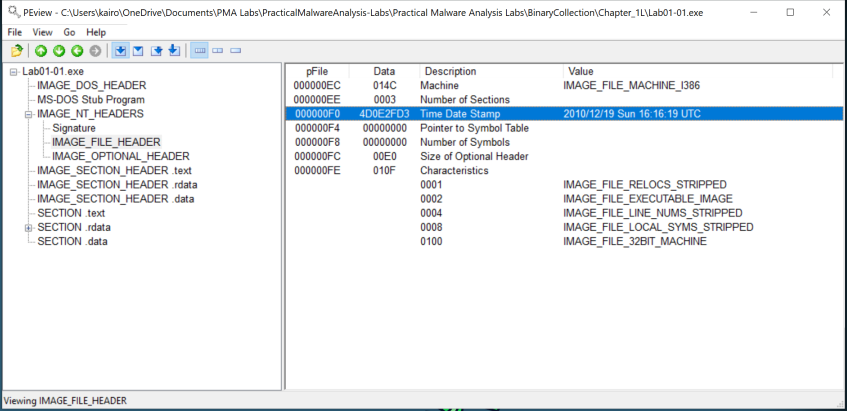 PEview - C:\Users\kairo\OneDrive\Documents\PMA Labs\PracticalMalwareAnalysis-Labs\Practical Malware Analysis Labs\BinaryCollection\Chapter_1L\Lab01-01.exe
File View Go Help
Lab01-01.exe
IMAGE_DOS_HEADER
MS-DOS Stub Program
IMAGE_NT_HEADERS
Signature
IMAGE_FILE_HEADER
IMAGE_OPTIONAL_HEADER
IMAGE_SECTION_HEADER .text
IMAGE_SECTION_HEADER .rdata
IMAGE_SECTION_HEADER .data
SECTION .text
SECTION .rdata
SECTION .data
pFile Data Description Value
000000EC 014C Machine IMAGE_FILE_MACHINE_I386
000000EE 0003 Number of Sections
000000F0 4D0E2FD3 Time Date Stamp 2010/12/19 Sun 16:16:19 UTC
000000F4 00000000 Pointer to Symbol Table
000000F8 00000000 Number of Symbols
000000FC 00E0 Size of Optional Header
000000FE 010F Characteristics
0001 IMAGE_FILE_RELOCS_STRIPPED
0002 IMAGE_FILE_EXECUTABLE_IMAGE
0004 IMAGE_FILE_LINE_NUMS_STRIPPED
0008 IMAGE_FILE_LOCAL_SYMS_STRIPPED
0100 IMAGE_FILE_32BIT_MACHINE
Viewing IMAGE_FILE_HEADER